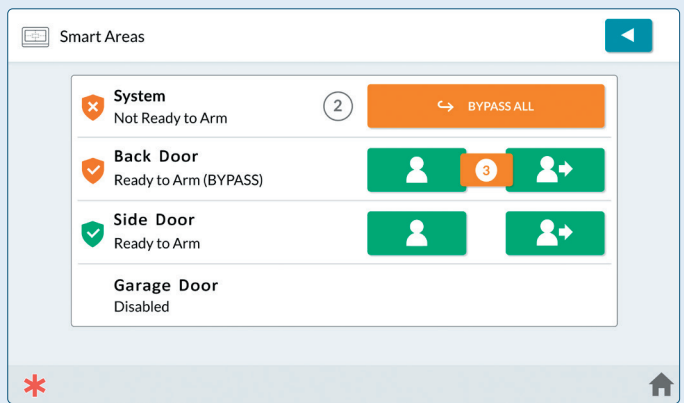 Smart Areas
System
Not Ready to Arm
2
BYPASS ALL
Back Door
Ready to Arm (BYPASS)
3
Side Door
Ready to Arm
Garage Door
Disabled